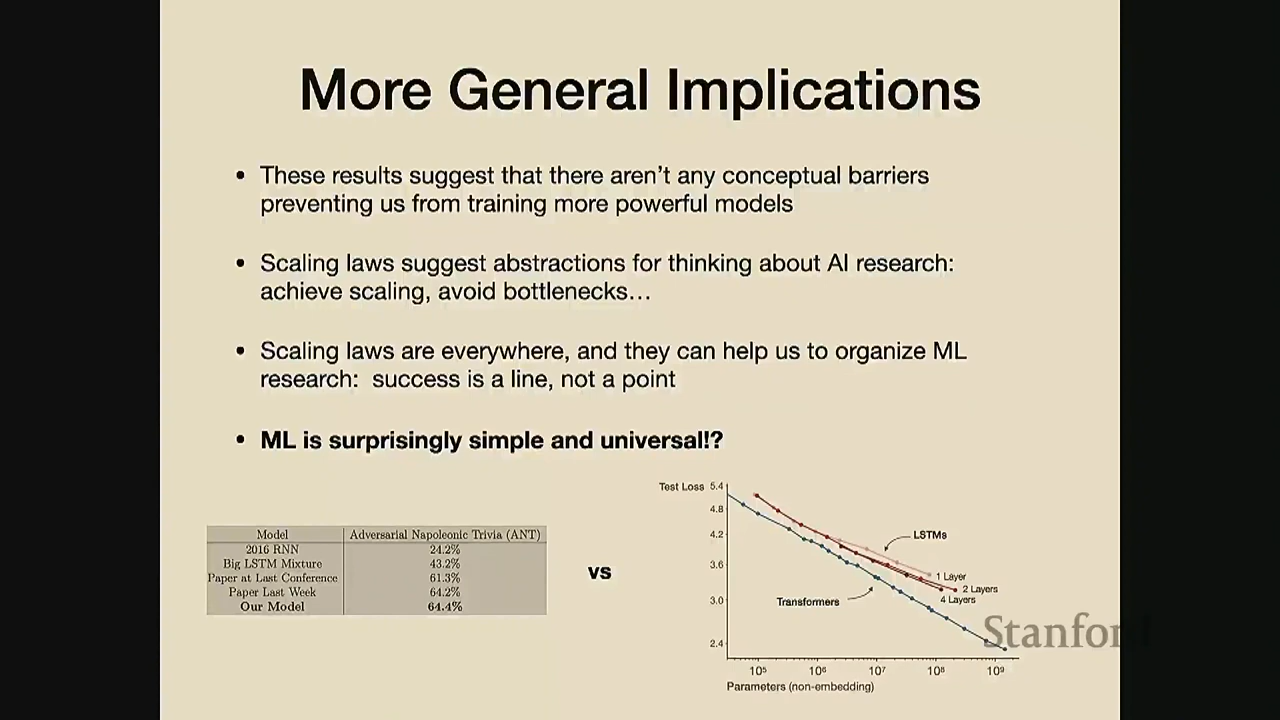 More General Implications
• These results suggest that there aren't any conceptual barriers
preventing us from training more powerful models
• Scaling laws suggest abstractions for thinking about AI research:
achieve scaling, avoid bottlenecks…
• Scaling laws are everywhere, and they can help us to organize ML
research: success is a line, not a point
• ML is surprisingly simple and universal!?
Model Adversarial Napoleonic Trivia (ANT)
2016 RNN 24.2%
Big LSTM Mixture 43.2%
Paper at Last Conference 61.3%
Paper Last Week 64.2%
Our Model 64.4%
vs
Test Loss 5.4
4.8
4.2
3.6
3.0
2.4
LSTMs
1 Layer
2 Layers
4 Layers
Transformers
10⁵ 10⁶ 10⁷ 10⁸ 10⁹
Parameters (non-embedding)
Stanford